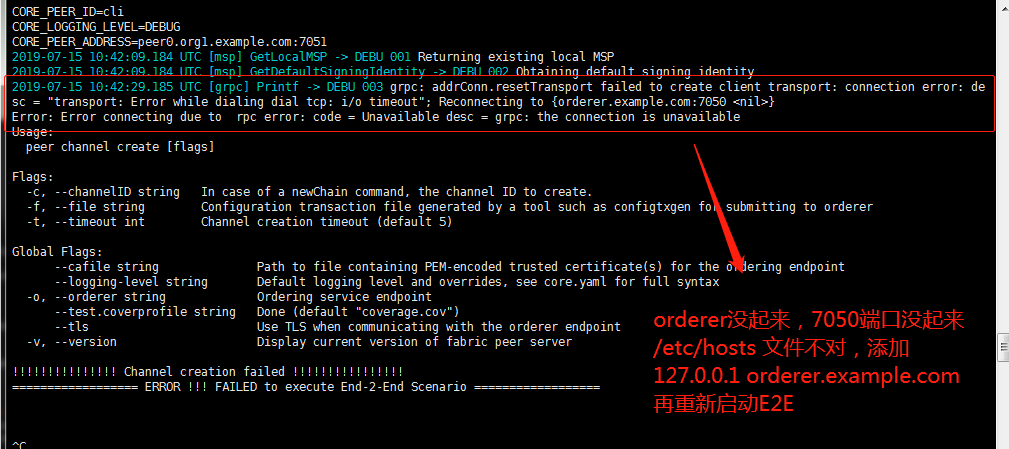 CORE_PEER_ID=cli
CORE_LOGGING_LEVEL=DEBUG
CORE_PEER_ADDRESS=peer0.org1.example.com:7051
2019-07-15 10:42:09.184 UTC [msp] GetLocalMSP -> DEBU 001 Returning existing local MSP
2019-07-15 10:42:09.184 UTC [msp] GetDefaultSigningIdentity -> DEBU 002 Obtaining default signing identity
2019-07-15 10:42:29.185 UTC [grpc] Printf -> DEBU 003 grpc: addrConn.resetTransport failed to create client transport: connection error: de
sc = "transport: Error while dialing dial tcp: i/o timeout"; Reconnecting to {orderer.example.com:7050 <nil>}
Error: Error connecting due to  rpc error: code = Unavailable desc = grpc: the connection is unavailable
Usage:
  peer channel create [flags]
Flags:
  -c, --channelID string   In case of a newChain command, the channel ID to create.
  -f, --file string        Configuration transaction file generated by a tool such as configtxgen for submitting to orderer
  -t, --timeout int        Channel creation timeout (default 5)
Global Flags:
      --cafile string              Path to file containing PEM-encoded trusted certificate(s) for the ordering endpoint
      --logging-level string       Default logging level and overrides, see core.yaml for full syntax
  -o, --orderer string             Ordering service endpoint
      --test.coverprofile string   Done (default "coverage.cov")
      --tls                        Use TLS when communicating with the orderer endpoint
  -v, --version                    Display current version of fabric peer server
!!!!!!!!!!!!!!! Channel creation failed !!!!!!!!!!!!!!!!
================== ERROR !!! FAILED to execute End-2-End Scenario ==================
^C
orderer没起来，7050端口没起来
/etc/hosts 文件不对，添加
127.0.0.1 orderer.example.com
再重新启动E2E